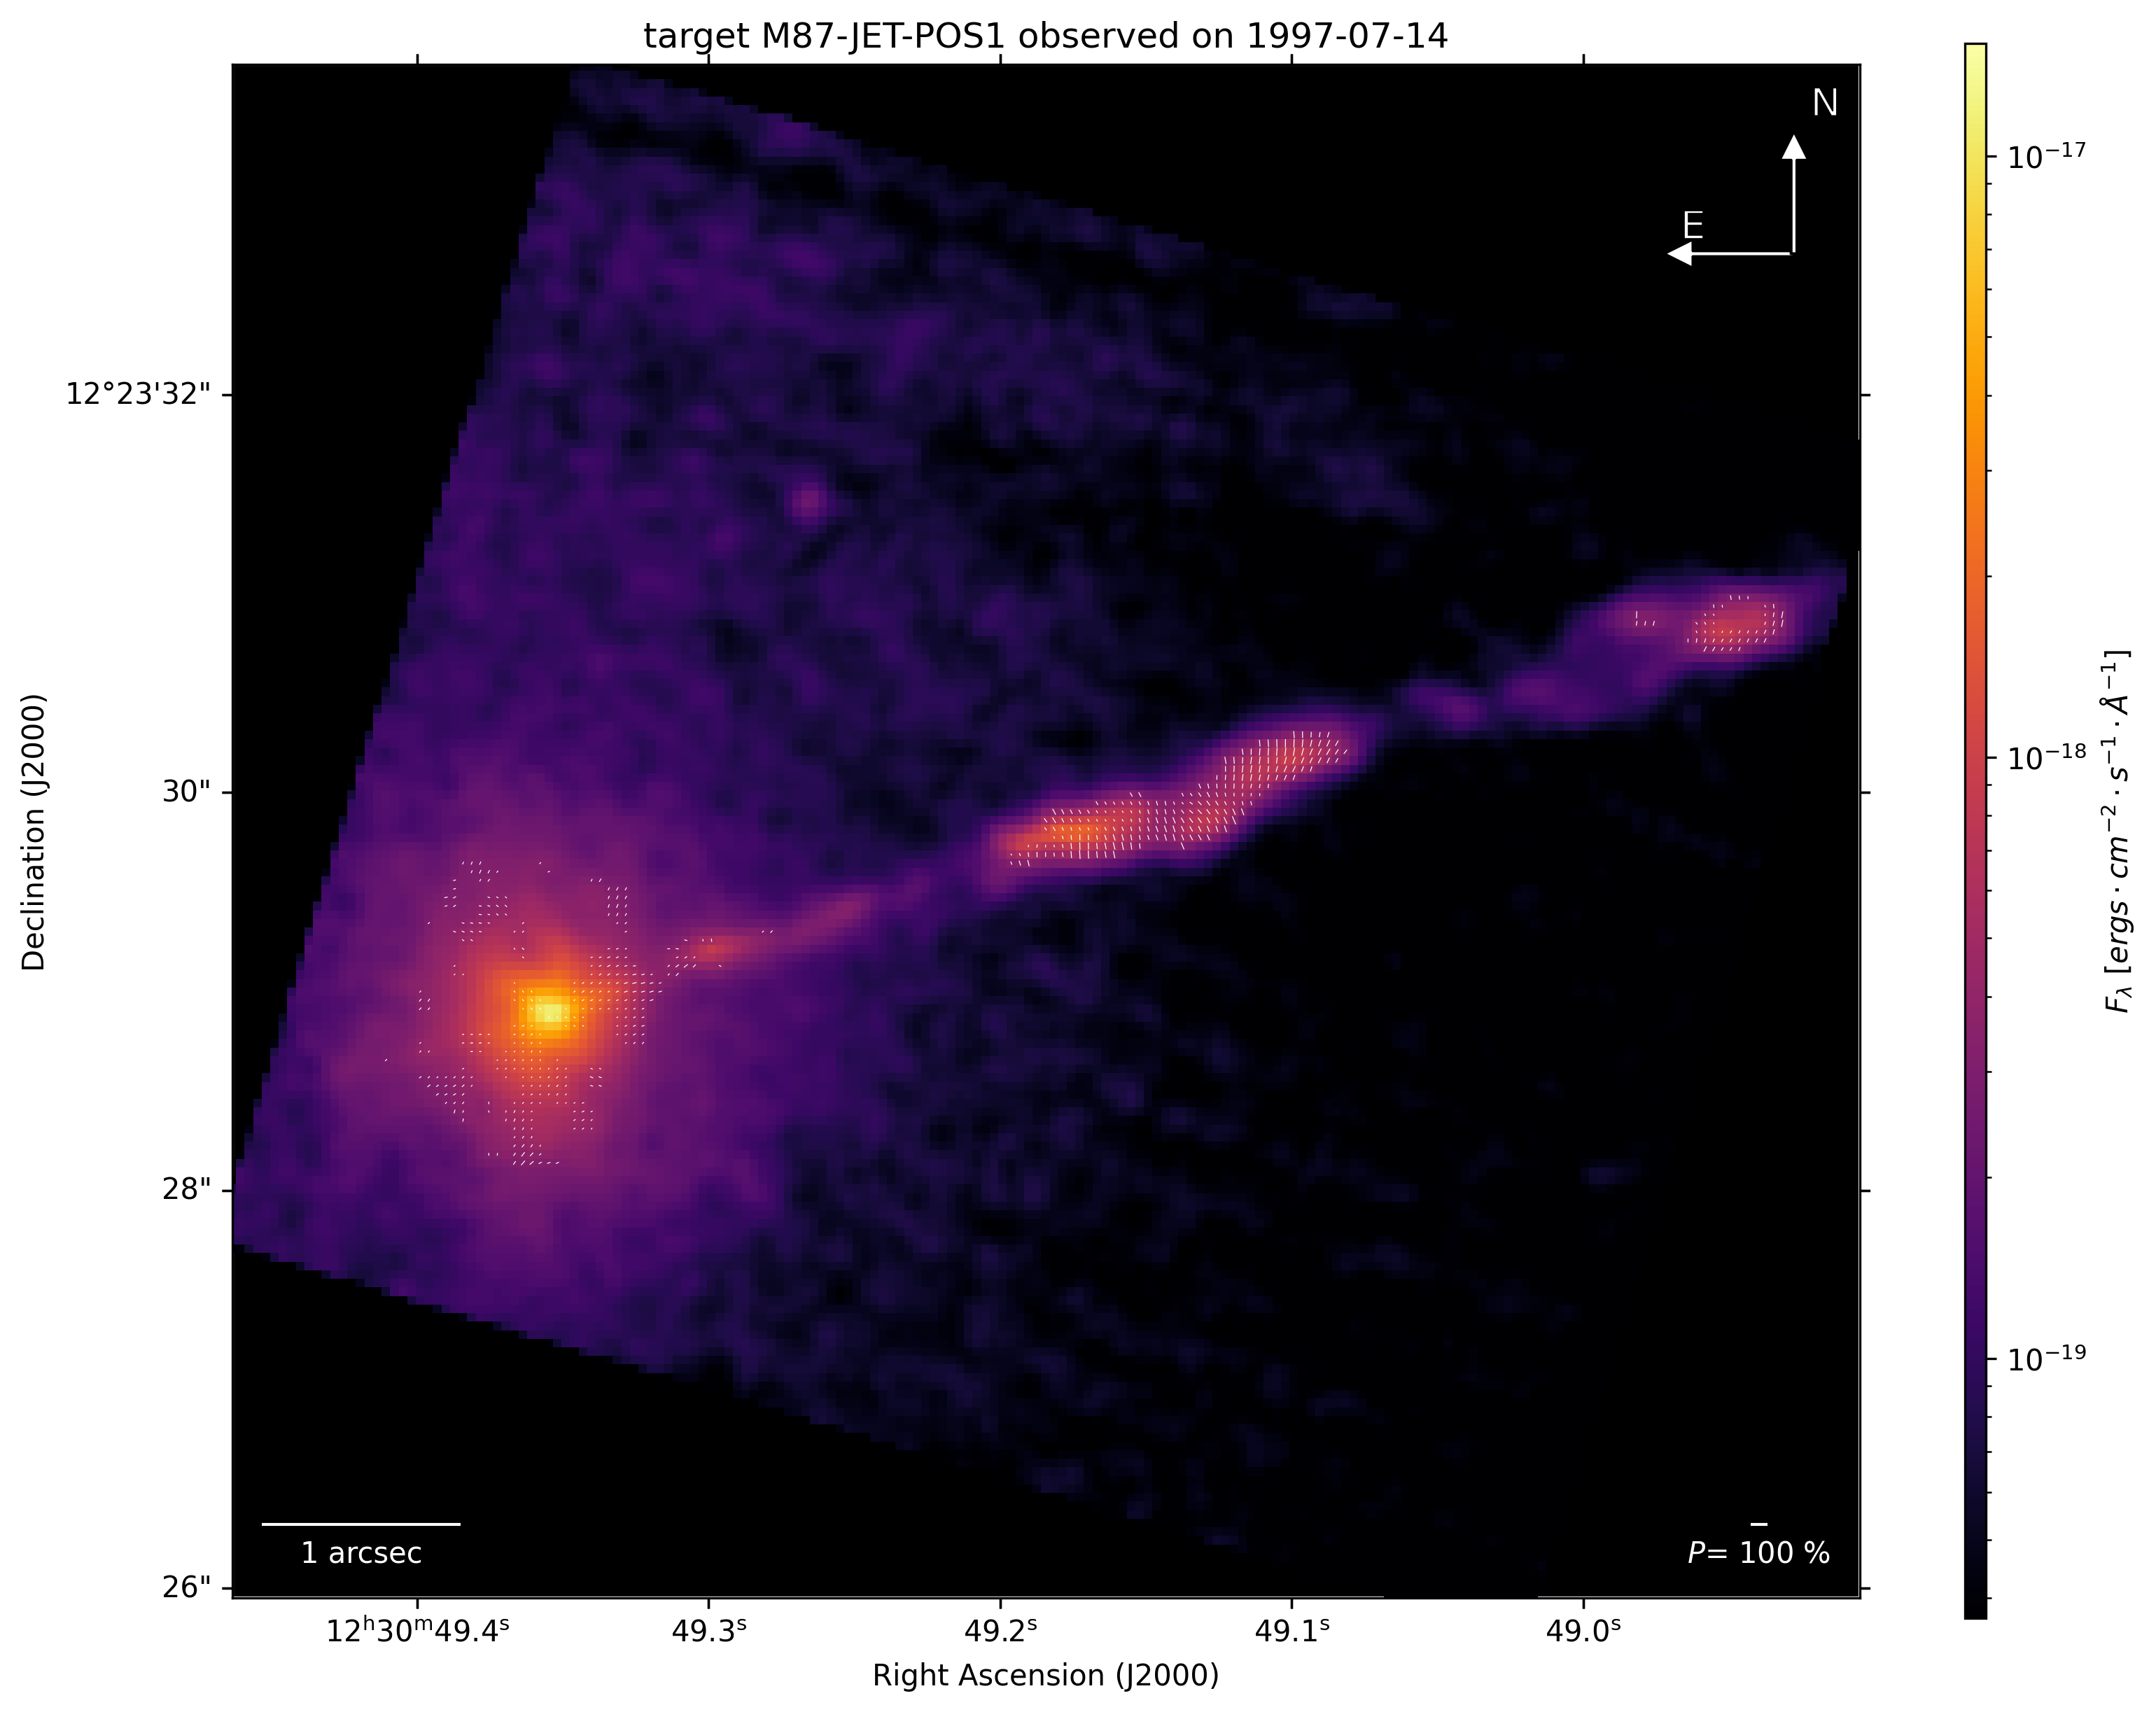 target M87-JET-POS1 observed on 1997-07-14
N
E
10⁻¹⁷
12°23'32"
10⁻¹⁸
30"
28"
10⁻¹⁹
26"
Declination (J2000)
F_λ [ergs · cm⁻² · s⁻¹ · Å⁻¹]
1 arcsec
P= 100 %
12ʰ30ᵐ49.4ˢ 49.3ˢ 49.2ˢ 49.1ˢ 49.0ˢ
Right Ascension (J2000)